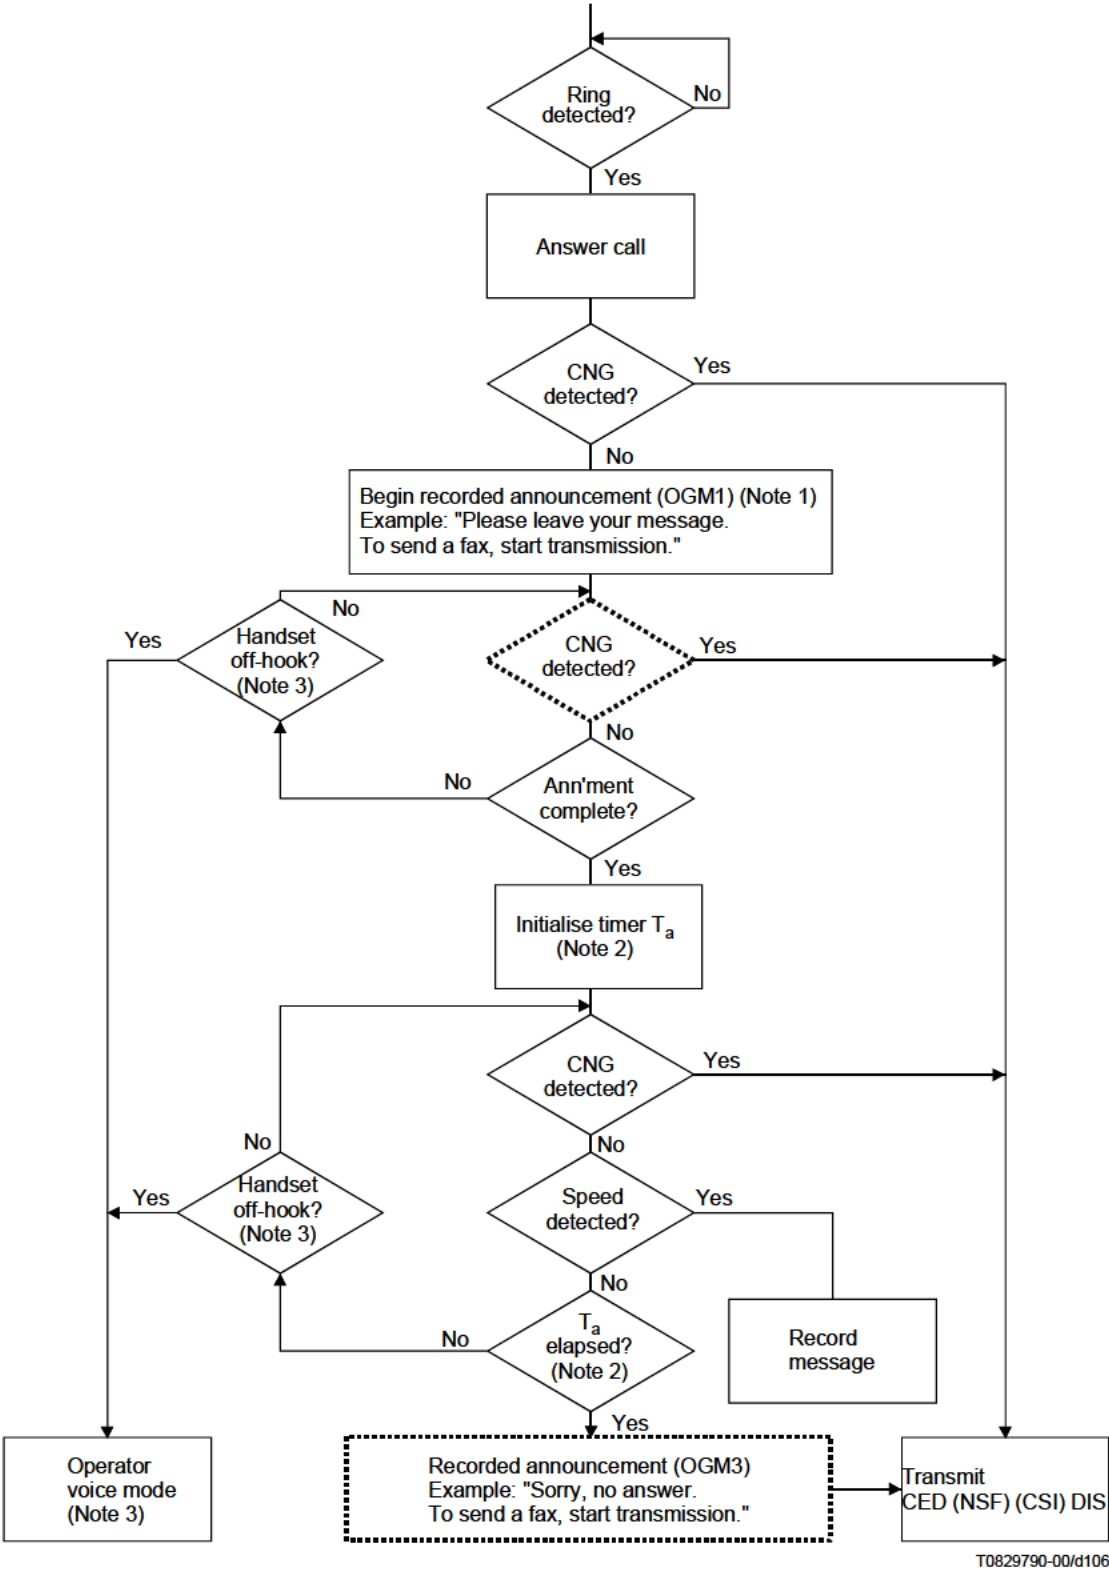 Ring
detected?
No
Yes
Answer call
CNG
detected?
Yes
No
Begin recorded announcement (OGM1) (Note 1)
Example: "Please leave your message.
To send a fax, start transmission."
No
Yes
Handset
off-hook?
(Note 3)
CNG
detected?
Yes
No
No
Ann'ment
complete?
Yes
Initialise timer Ta
(Note 2)
CNG
detected?
Yes
No
No
Yes
Handset
off-hook?
(Note 3)
Speed
detected?
Yes
No
No
Ta
elapsed?
(Note 2)
Record
message
Yes
Operator
voice mode
(Note 3)
Recorded announcement (OGM3)
Example: "Sorry, no answer.
To send a fax, start transmission."
Transmit
CED (NSF) (CSI) DIS
T0829790-00/d106